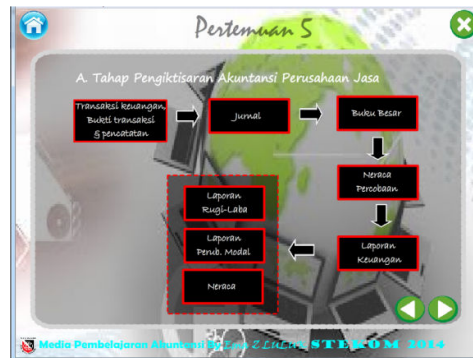 Pertemuan 5
A. Tahap Pengiktisaran Akuntansi Perusahaan Jasa
Transaksi keuangan,
Bukti transaksi
& pencatatan
Jurnal
Buku Besar
Neraca
Percobaan
Laporan
Keuangan
Laporan
Rugi-Laba
Laporan
Perub. Modal
Neraca
Media Pembelajaran Akuntansi By STEKOM 2014